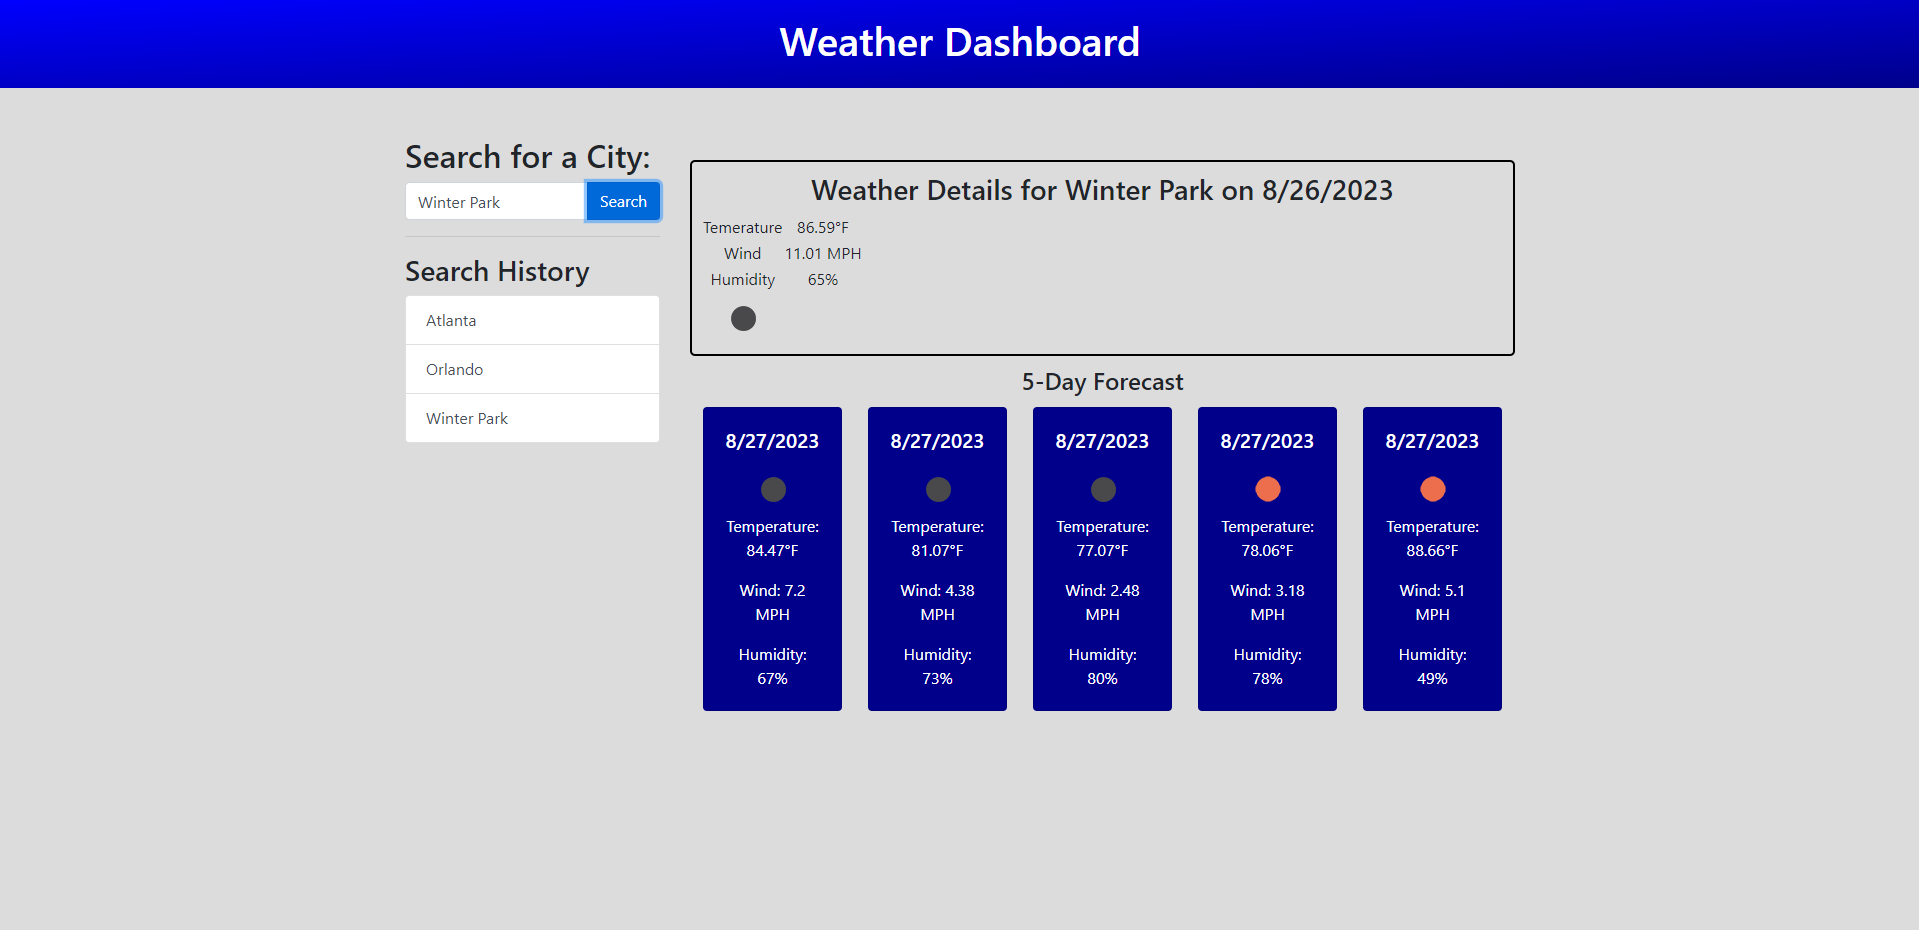 Weather Dashboard
Search for a City:
Winter Park
Search
Search History
Atlanta
Orlando
Winter Park
Weather Details for Winter Park on 8/26/2023
Temerature 86.59°F
Wind 11.01 MPH
Humidity 65%
5-Day Forecast
8/27/2023
Temperature:
84.47°F
Wind: 7.2
MPH
Humidity:
67%
8/27/2023
Temperature:
81.07°F
Wind: 4.38
MPH
Humidity:
73%
8/27/2023
Temperature:
77.07°F
Wind: 2.48
MPH
Humidity:
80%
8/27/2023
Temperature:
78.06°F
Wind: 3.18
MPH
Humidity:
78%
8/27/2023
Temperature:
88.66°F
Wind: 5.1
MPH
Humidity:
49%